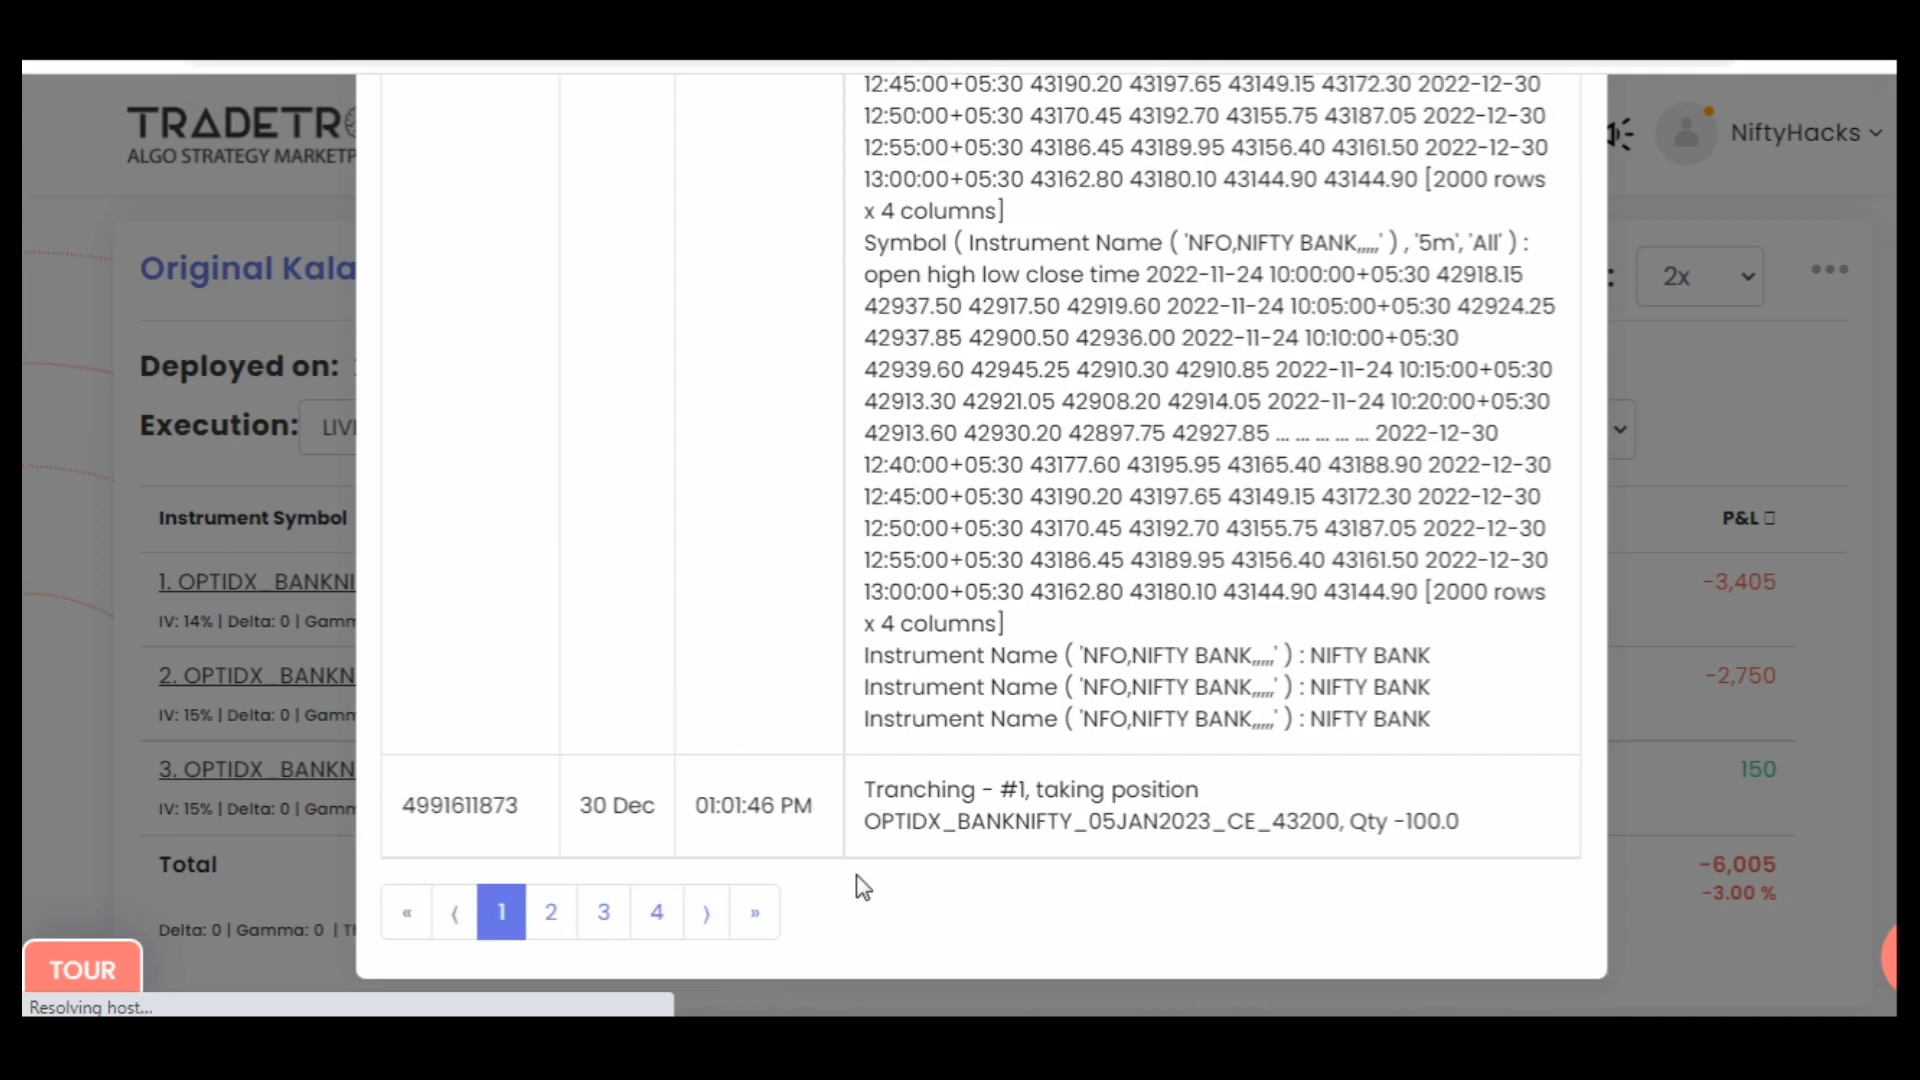 TRADETR
ALGO STRATEGY MARKETP
NiftyHacks
Original Kala
2x
Deployed on:
Execution: LIV
Instrument Symbol
P&L
1. OPTIDX_BANKNI
-3,405
IV: 14% | Delta: 0 | Gamm
2. OPTIDX_BANKN
-2,750
IV: 15% | Delta: 0 | Gamm
3. OPTIDX_BANKN
150
IV: 15% | Delta: 0 | Gamm
Total
-6,005
-3.00 %
Delta: 0 | Gamma: 0 | T
12:45:00+05:30 43190.20 43197.65 43149.15 43172.30 2022-12-30
12:50:00+05:30 43170.45 43192.70 43155.75 43187.05 2022-12-30
12:55:00+05:30 43186.45 43189.95 43156.40 43161.50 2022-12-30
13:00:00+05:30 43162.80 43180.10 43144.90 43144.90 [2000 rows
x 4 columns]
Symbol ( Instrument Name ( 'NFO,NIFTY BANK,,,,,' ) , '5m', 'All' ) :
open high low close time 2022-11-24 10:00:00+05:30 42918.15
42937.50 42917.50 42919.60 2022-11-24 10:05:00+05:30 42924.25
42937.85 42900.50 42936.00 2022-11-24 10:10:00+05:30
42939.60 42945.25 42910.30 42910.85 2022-11-24 10:15:00+05:30
42913.30 42921.05 42908.20 42914.05 2022-11-24 10:20:00+05:30
42913.60 42930.20 42897.75 42927.85 ... ... ... ... ... 2022-12-30
12:40:00+05:30 43177.60 43195.95 43165.40 43188.90 2022-12-30
12:45:00+05:30 43190.20 43197.65 43149.15 43172.30 2022-12-30
12:50:00+05:30 43170.45 43192.70 43155.75 43187.05 2022-12-30
12:55:00+05:30 43186.45 43189.95 43156.40 43161.50 2022-12-30
13:00:00+05:30 43162.80 43180.10 43144.90 43144.90 [2000 rows
x 4 columns]
Instrument Name ( 'NFO,NIFTY BANK,,,,,' ) : NIFTY BANK
Instrument Name ( 'NFO,NIFTY BANK,,,,,' ) : NIFTY BANK
Instrument Name ( 'NFO,NIFTY BANK,,,,,' ) : NIFTY BANK
4991611873 30 Dec 01:01:46 PM
Tranching - #1, taking position
OPTIDX_BANKNIFTY_05JAN2023_CE_43200, Qty -100.0
« ⟨ 1 2 3 4 ⟩ »
TOUR
Resolving host...